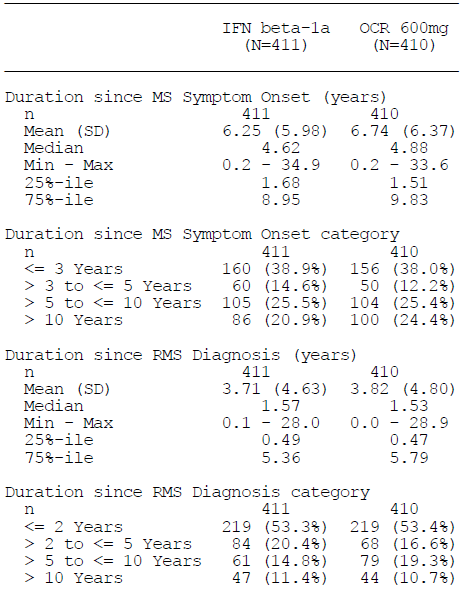 IFN beta-1a OCR 600mg
(N=411) (N=410)
Duration since MS Symptom Onset (years)
n 411 410
Mean (SD) 6.25 (5.98) 6.74 (6.37)
Median 4.62 4.88
Min - Max 0.2 - 34.9 0.2 - 33.6
25%-ile 1.68 1.51
75%-ile 8.95 9.83
Duration since MS Symptom Onset category
n 411 410
<= 3 Years 160 (38.9%) 156 (38.0%)
> 3 to <= 5 Years 60 (14.6%) 50 (12.2%)
> 5 to <= 10 Years 105 (25.5%) 104 (25.4%)
> 10 Years 86 (20.9%) 100 (24.4%)
Duration since RMS Diagnosis (years)
n 411 410
Mean (SD) 3.71 (4.63) 3.82 (4.80)
Median 1.57 1.53
Min - Max 0.1 - 28.0 0.0 - 28.9
25%-ile 0.49 0.47
75%-ile 5.36 5.79
Duration since RMS Diagnosis category
n 411 410
<= 2 Years 219 (53.3%) 219 (53.4%)
> 2 to <= 5 Years 84 (20.4%) 68 (16.6%)
> 5 to <= 10 Years 61 (14.8%) 79 (19.3%)
> 10 Years 47 (11.4%) 44 (10.7%)